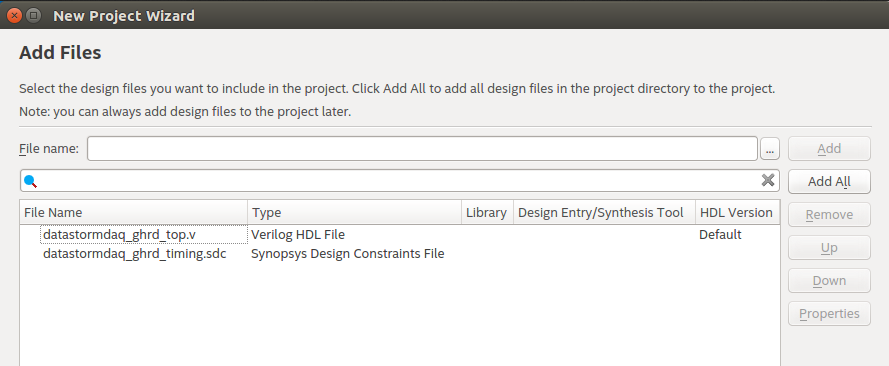 New Project Wizard
Add Files
Select the design files you want to include in the project. Click Add All to add all design files in the project directory to the project.
Note: you can always add design files to the project later.
File name: ... Add
Add All
File Name Type Library Design Entry/Synthesis Tool HDL Version Remove
datastormdaq_ghrd_top.v Verilog HDL File Default
Up
datastormdaq_ghrd_timing.sdc Synopsys Design Constraints File
Down
Properties